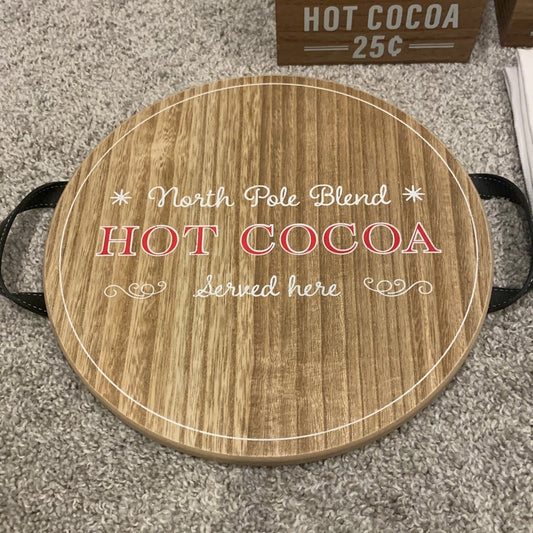 HOT COCOA
25¢
* North Pole Blend *
HOT COCOA
Served here